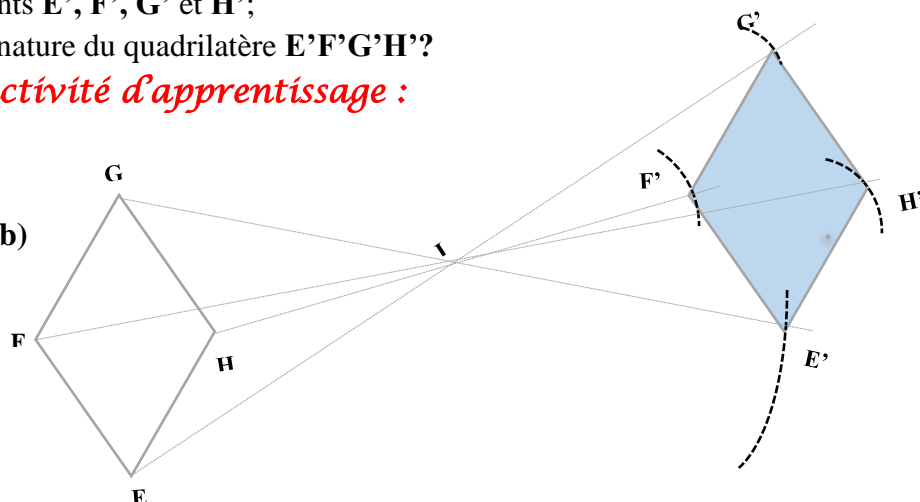 nts E’, F’, G’ et H’;
nature du quadrilatère E’F’G’H’?
ctivité d’apprentissage :
G’
G
F’
H’
b)
I
F
H
E’
E